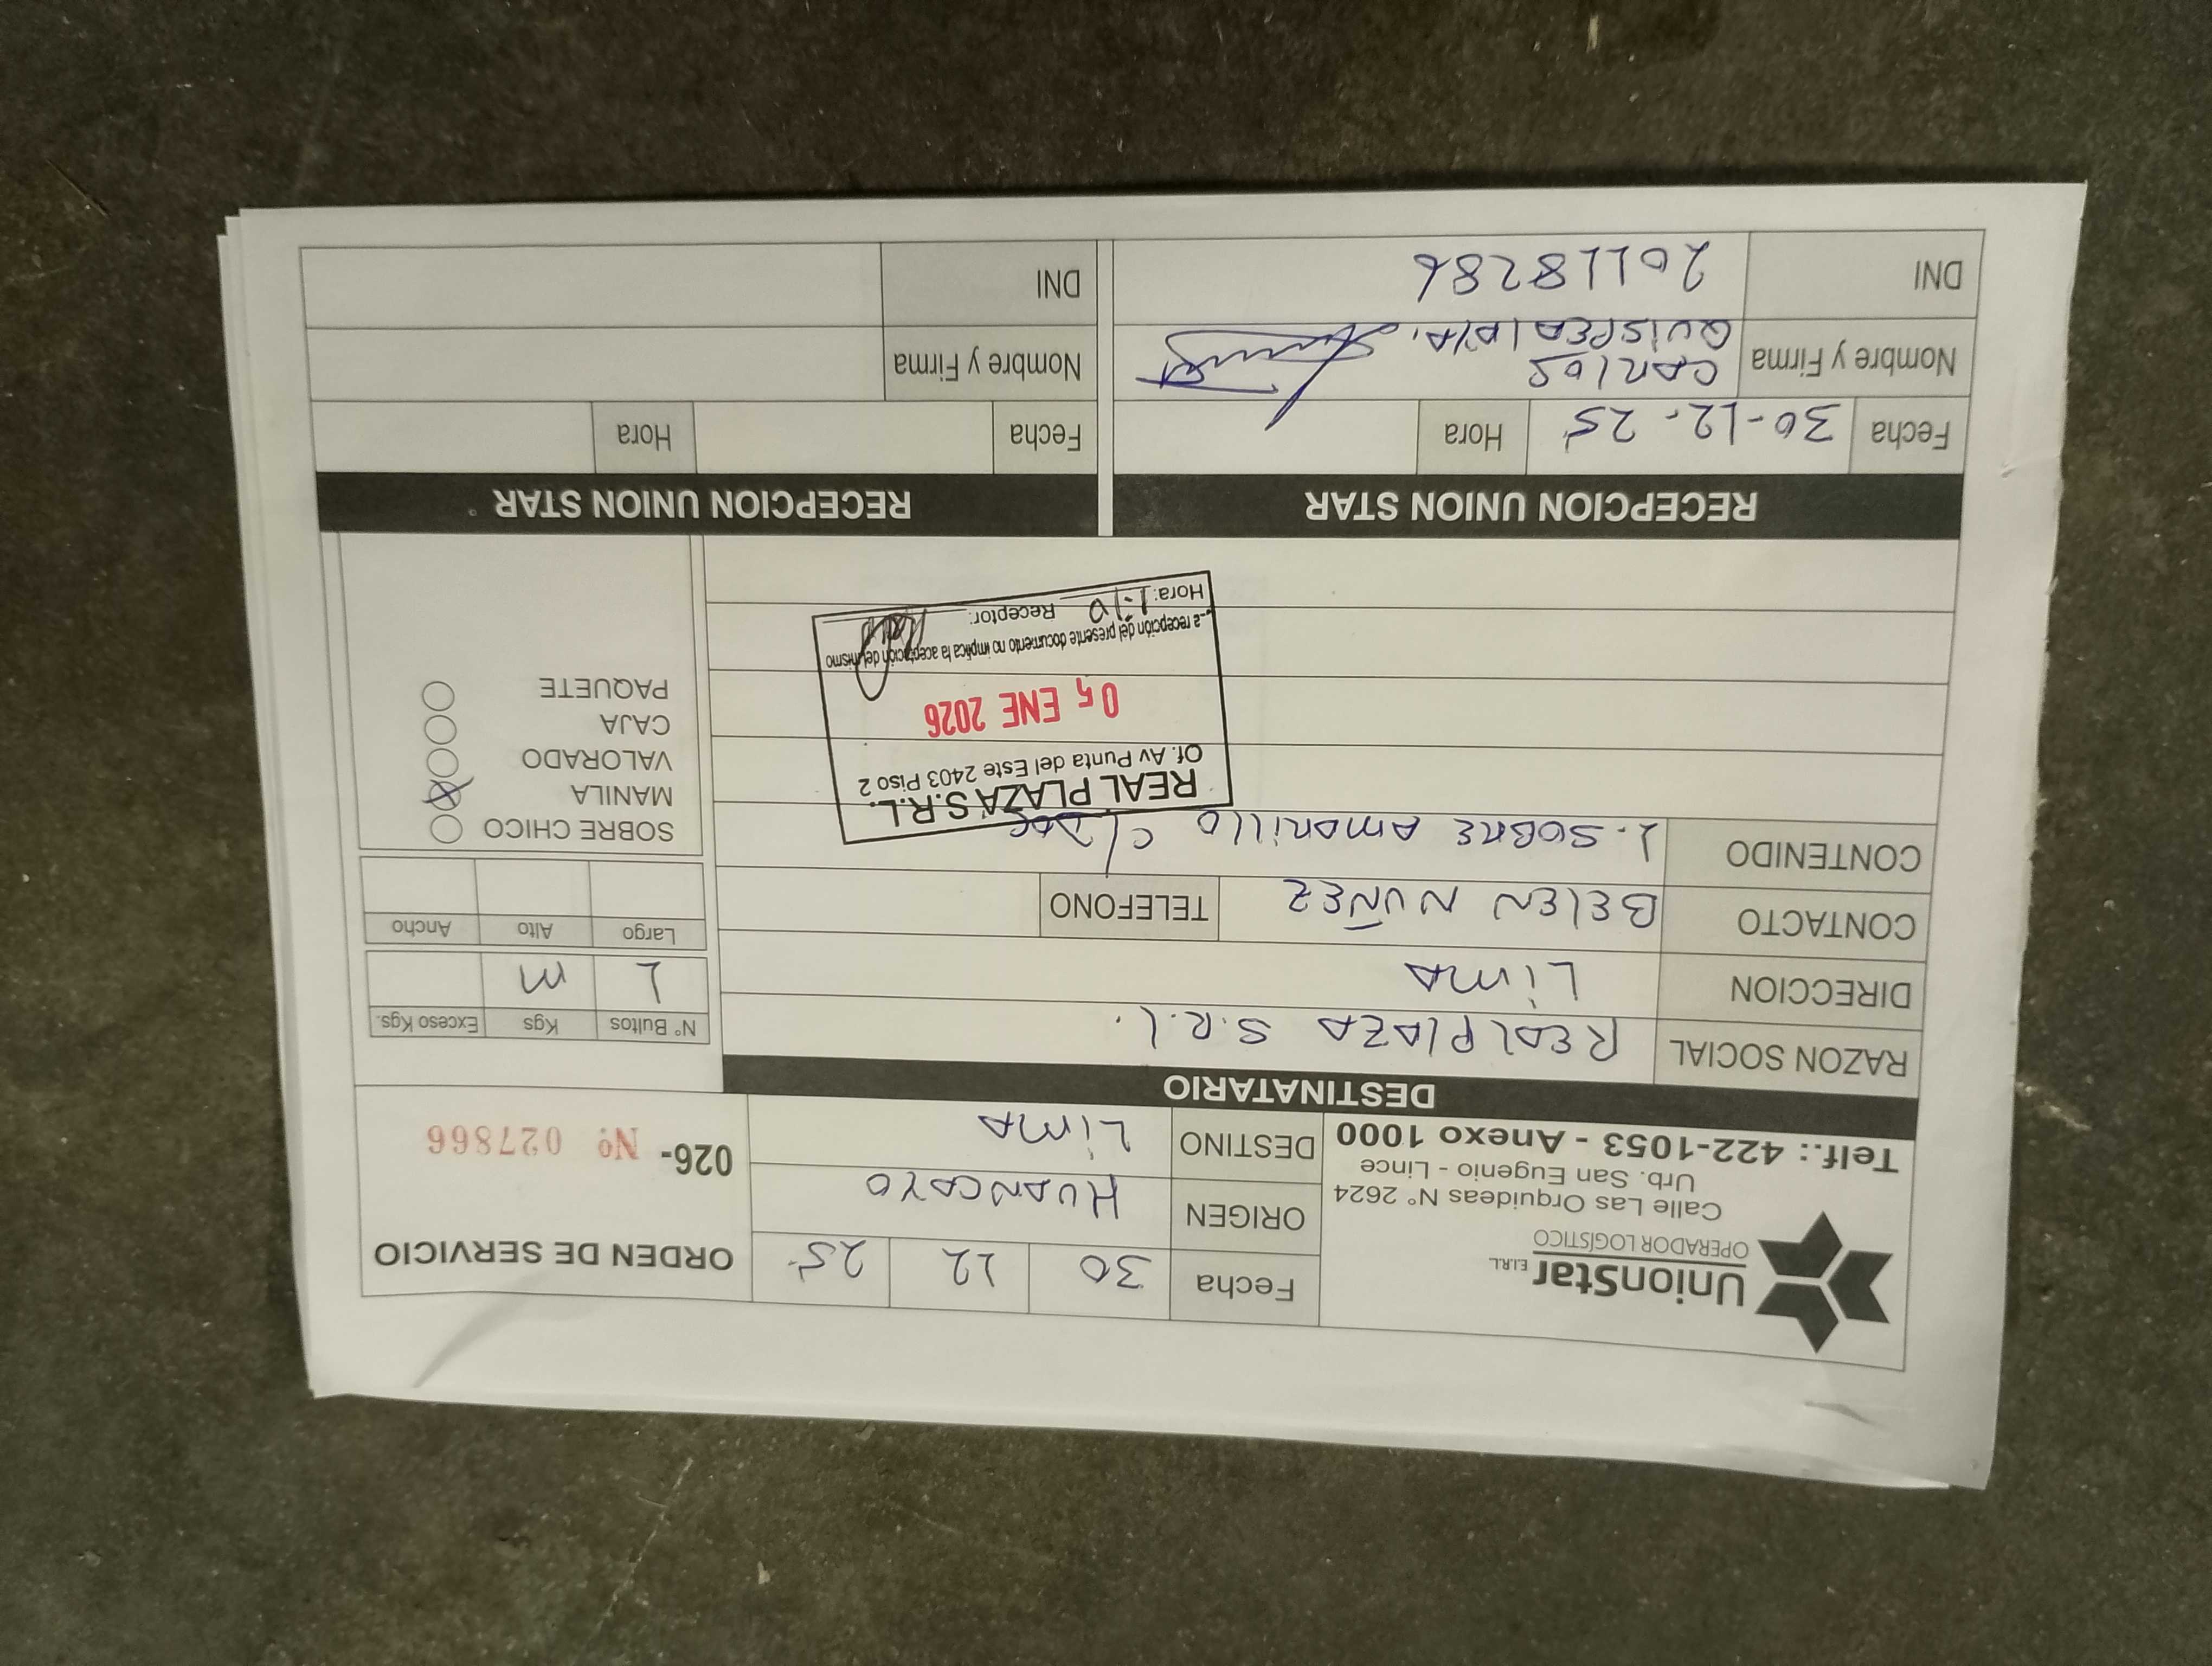 UnionStar E.I.R.L.
OPERADOR LOGÍSTICO
Calle Las Orquideas N° 2624
Urb. San Eugenio - Lince
Telf.: 422-1053 - Anexo 1000
Fecha 30 12 25
ORIGEN HUANCAYO
DESTINO LIMA
ORDEN DE SERVICIO
026- Nº 027866
DESTINATARIO
RAZON SOCIAL REAL PLAZA S.R.L.
DIRECCION LIMA
CONTACTO BELEN NUÑEZ TELEFONO
CONTENIDO 1. SOBRE AMARILLO C/DOC
N° Bultos Kgs Exceso Kgs.
1 M
Largo Alto Ancho
SOBRE CHICO
MANILA
VALORADO
CAJA
PAQUETE
REAL PLAZA S.R.L.
Of. Av Punta del Este 2403 Piso 2
05 ENE 2026
La recepción del presente documento no implica la aceptación del mismo
Hora: 1:10 Receptor:
RECEPCION UNION STAR
Fecha 30-12-25 Hora
Nombre y Firma CARLOS
DNI 20118286
RECEPCION UNION STAR
Fecha Hora
Nombre y Firma
DNI